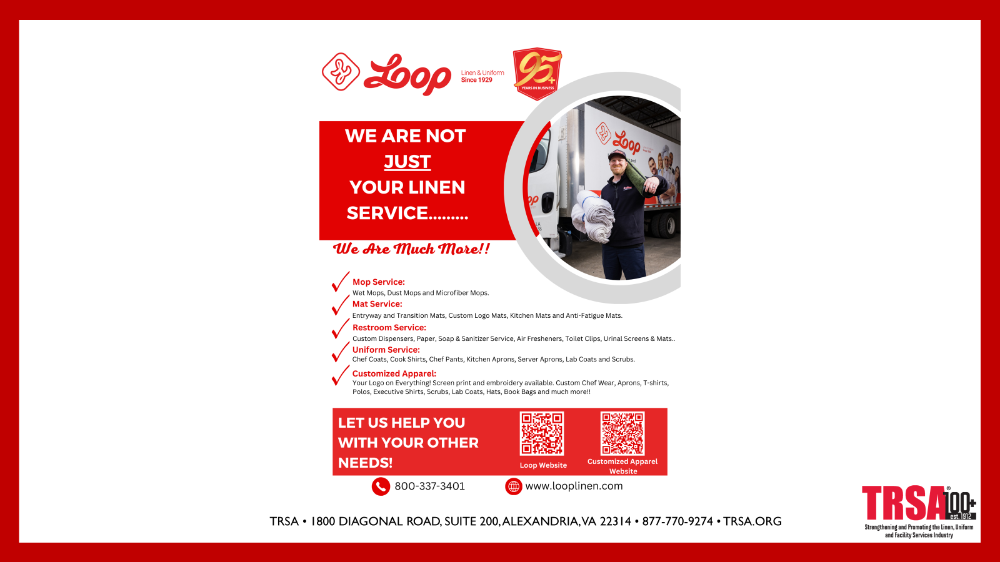 Loop
Linen & Uniform
Since 1929
95+
YEARS IN BUSINESS
WE ARE NOT
JUST
YOUR LINEN
SERVICE.........
We Are Much More!!
Loop
Mop Service:
Wet Mops, Dust Mops and Microfiber Mops.
Mat Service:
Entryway and Transition Mats, Custom Logo Mats, Kitchen Mats and Anti-Fatigue Mats.
Restroom Service:
Custom Dispensers, Paper, Soap & Sanitizer Service, Air Fresheners, Toilet Clips, Urinal Screens & Mats..
Uniform Service:
Chef Coats, Cook Shirts, Chef Pants, Kitchen Aprons, Server Aprons, Lab Coats and Scrubs.
Customized Apparel:
Your Logo on Everything! Screen print and embroidery available. Custom Chef Wear, Aprons, T-shirts,
Polos, Executive Shirts, Scrubs, Lab Coats, Hats, Book Bags and much more!!
LET US HELP YOU
WITH YOUR OTHER
NEEDS!
Loop Website
Customized Apparel
Website
800-337-3401
www.looplinen.com
TRSA • 1800 DIAGONAL ROAD, SUITE 200, ALEXANDRIA, VA 22314 • 877-770-9274 • TRSA.ORG
TRSA® 100+
est. 1912
Strengthening and Promoting the Linen, Uniform
and Facility Services Industry